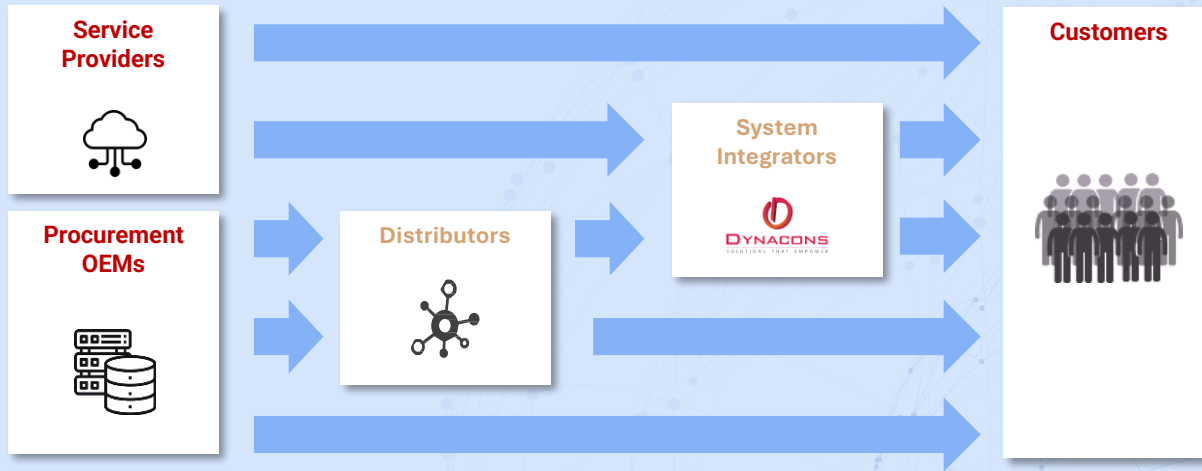 Service
Providers
Customers
System
Integrators
DYNACONS
SOLUTIONS THAT EMPOWER
Procurement
OEMs
Distributors